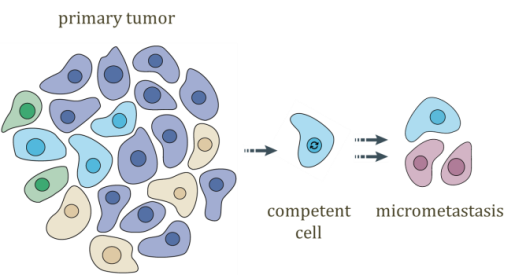 primary tumor
competent
cell
micrometastasis